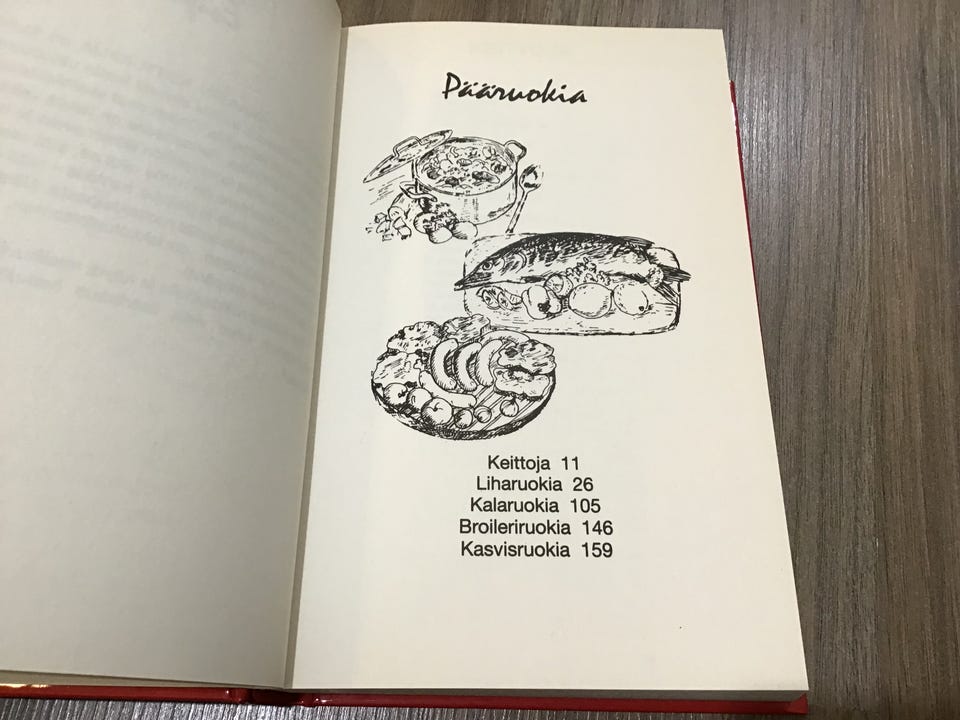 Pääruokia
Keittoja 11
Liharuokia 26
Kalaruokia 105
Broileriruokia 146
Kasvisruokia 159